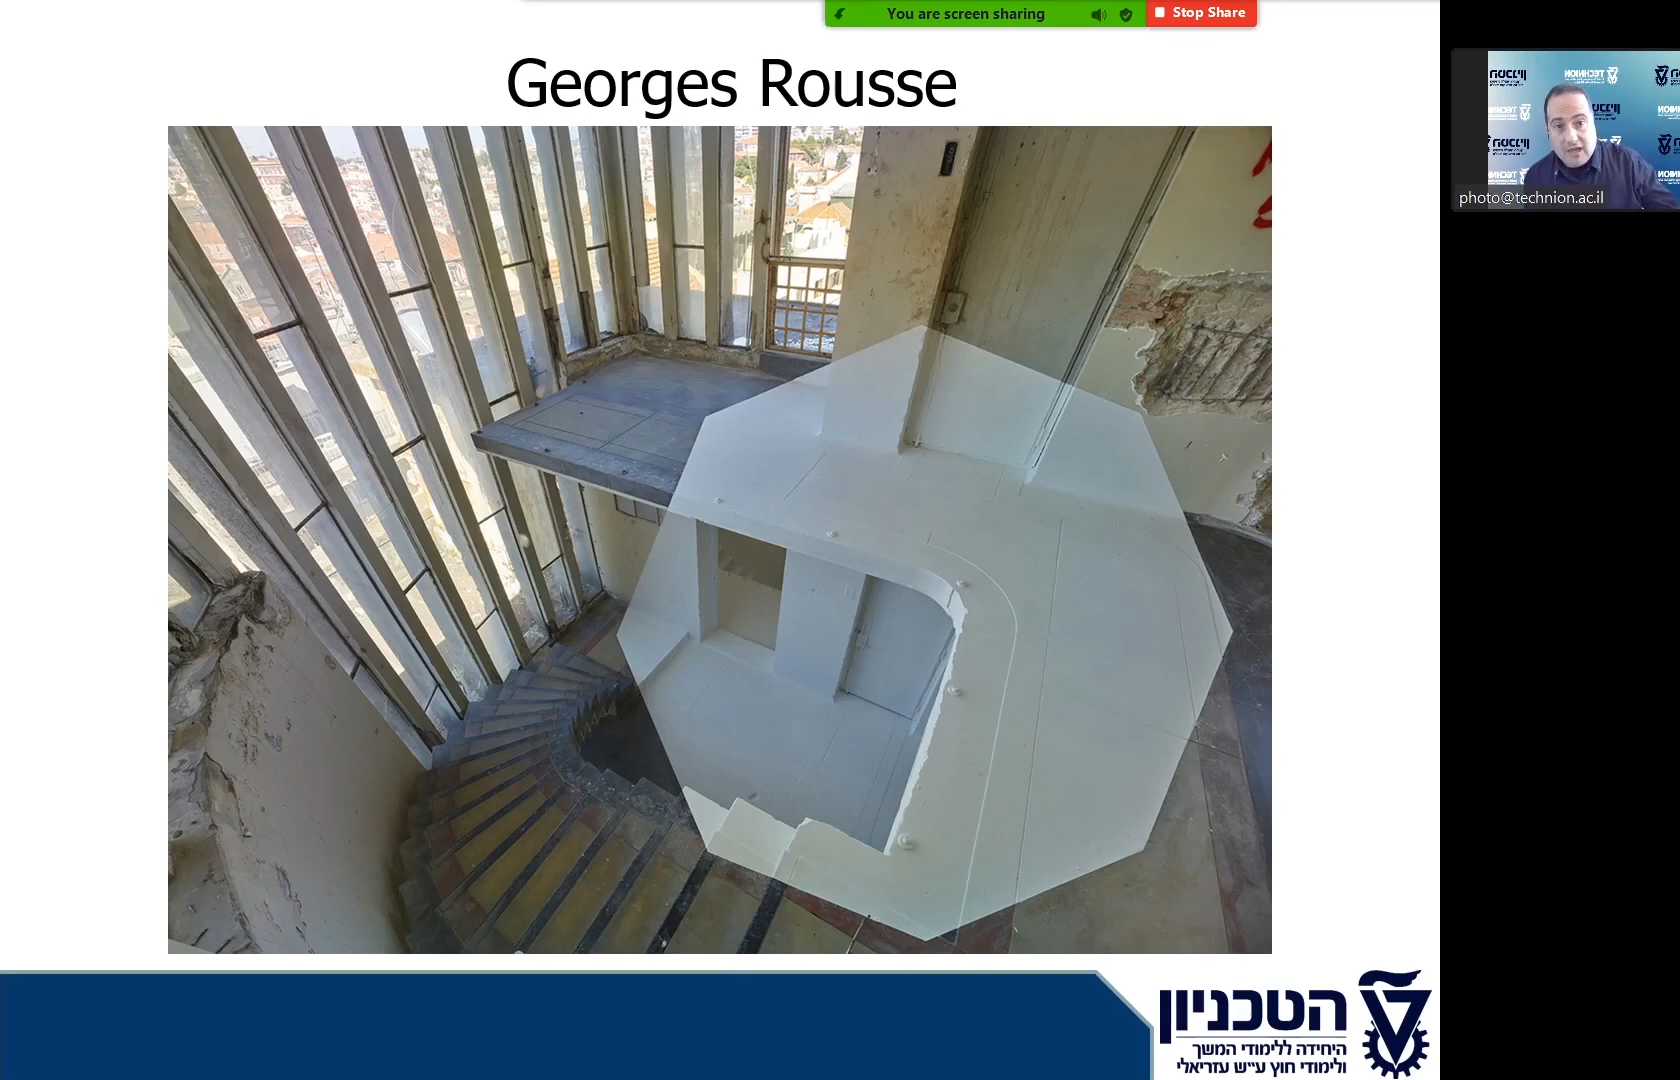 You are screen sharing
Stop Share
Georges Rousse
TECHNION
photo@technion.ac.il
הטכניון
היחידה ללימודי המשך
ולימודי חוץ ע״ש עזריאלי